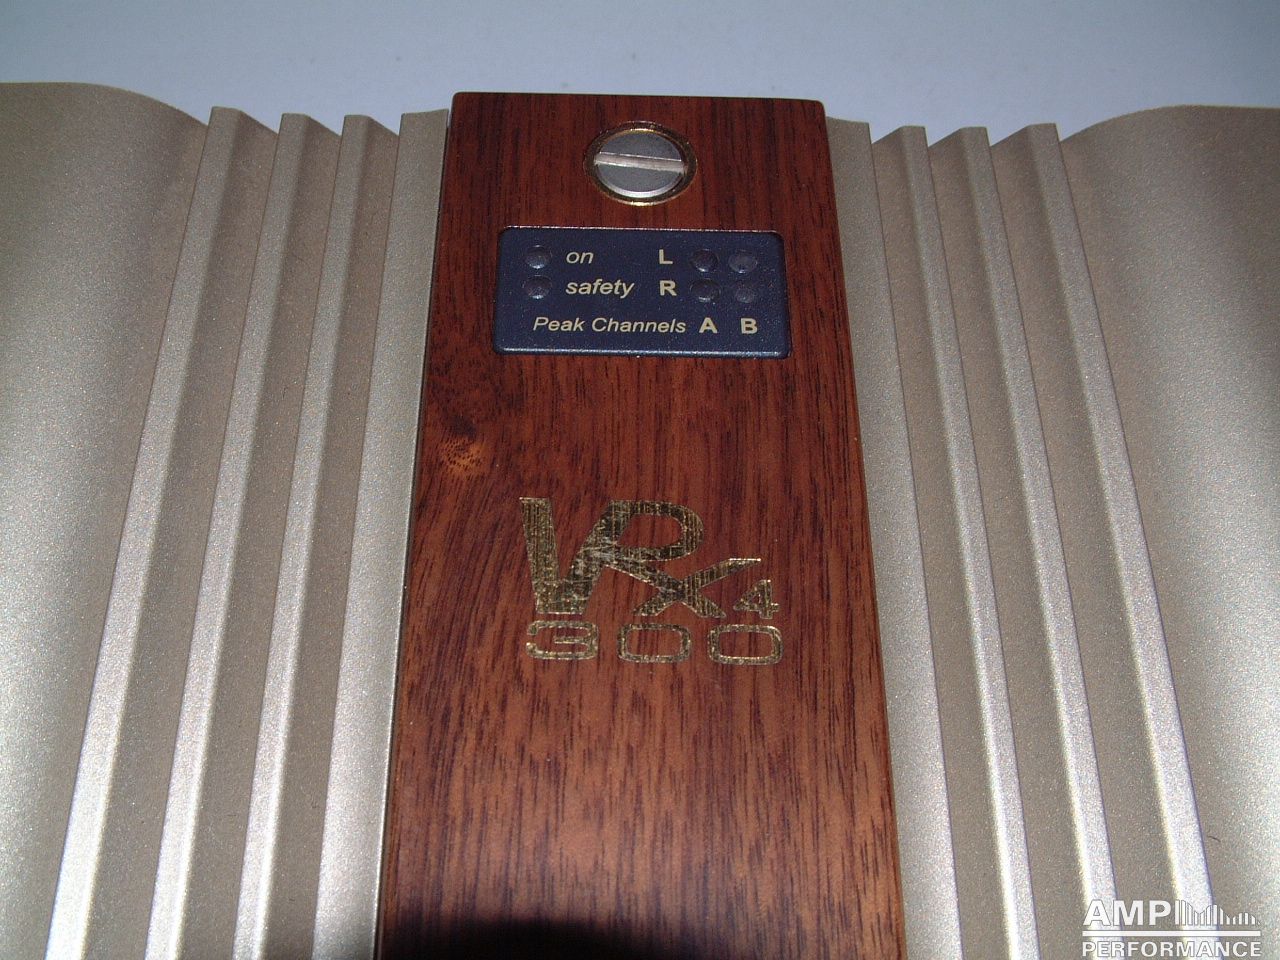 on L
safety R
Peak Channels A B
VRx4
300
AMP
PERFORMANCE